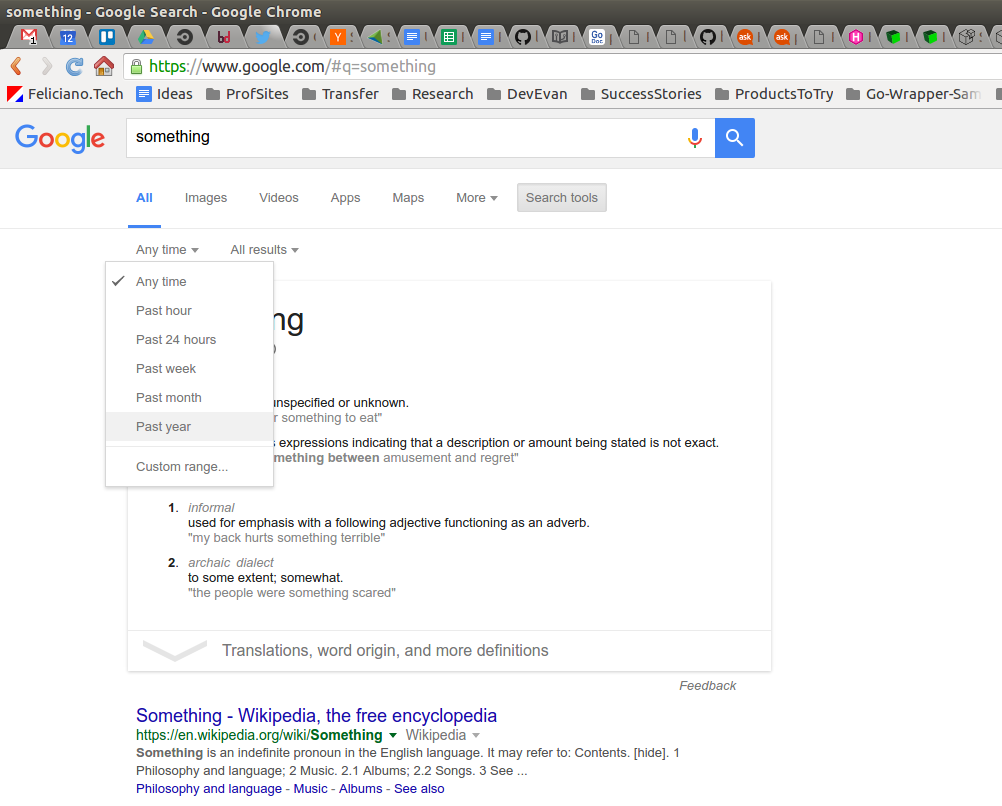 something - Google Search - Google Chrome
1 12 bd Y Go Doc ask ask H
https://www.google.com/#q=something
Feliciano.Tech Ideas ProfSites Transfer Research DevEvan SuccessStories ProductsToTry Go-Wrapper-Sam
Google something
All Images Videos Apps Maps More Search tools
Any time All results
Any time
Past hour
Past 24 hours
Past week
Past month
Past year
Custom range...
ng
unspecified or unknown.
something to eat"
expressions indicating that a description or amount being stated is not exact.
mething between amusement and regret"
1. informal
used for emphasis with a following adjective functioning as an adverb.
"my back hurts something terrible"
2. archaic dialect
to some extent; somewhat.
"the people were something scared"
Translations, word origin, and more definitions
Feedback
Something - Wikipedia, the free encyclopedia
https://en.wikipedia.org/wiki/Something Wikipedia
Something is an indefinite pronoun in the English language. It may refer to: Contents. [hide]. 1
Philosophy and language; 2 Music. 2.1 Albums; 2.2 Songs. 3 See ...
Philosophy and language - Music - Albums - See also